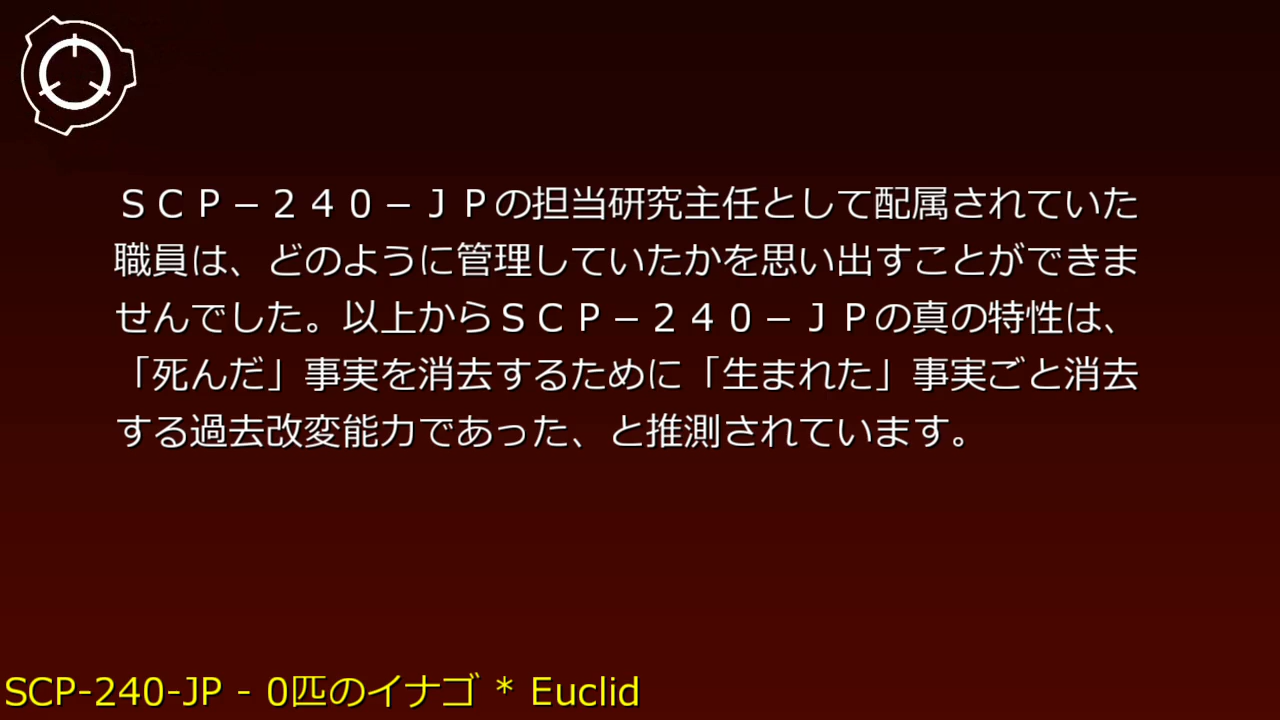 ＳＣＰ－２４０－ＪＰの担当研究主任として配属されていた
職員は、どのように管理していたかを思い出すことができま
せんでした。以上からＳＣＰ－２４０－ＪＰの真の特性は、
「死んだ」事実を消去するために「生まれた」事実ごと消去
する過去改変能力であった、と推測されています。
SCP-240-JP - 0匹のイナゴ * Euclid